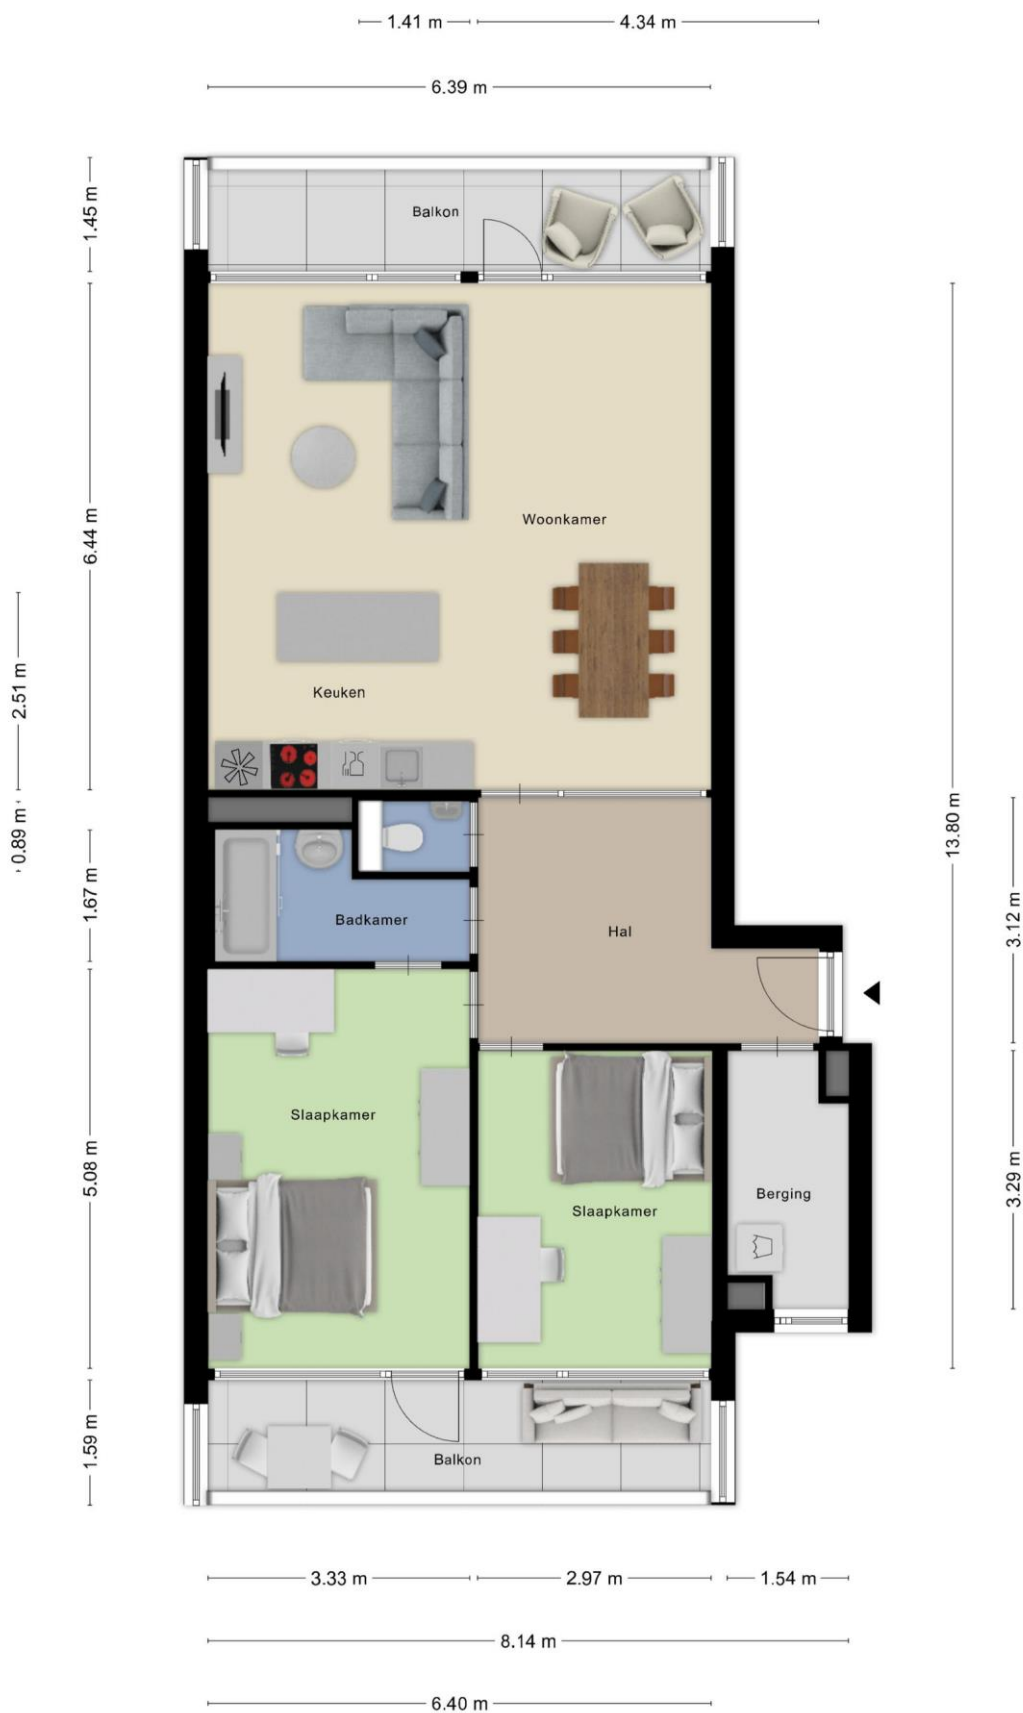 1.41 m
4.34 m
6.39 m
1.45 m
Balkon
6.44 m
Woonkamer
2.51 m
Keuken
0.89 m
13.80 m
1.67 m
Badkamer
Hal
3.12 m
Slaapkamer
5.08 m
Slaapkamer
Berging
3.29 m
1.59 m
Balkon
3.33 m
2.97 m
1.54 m
8.14 m
6.40 m